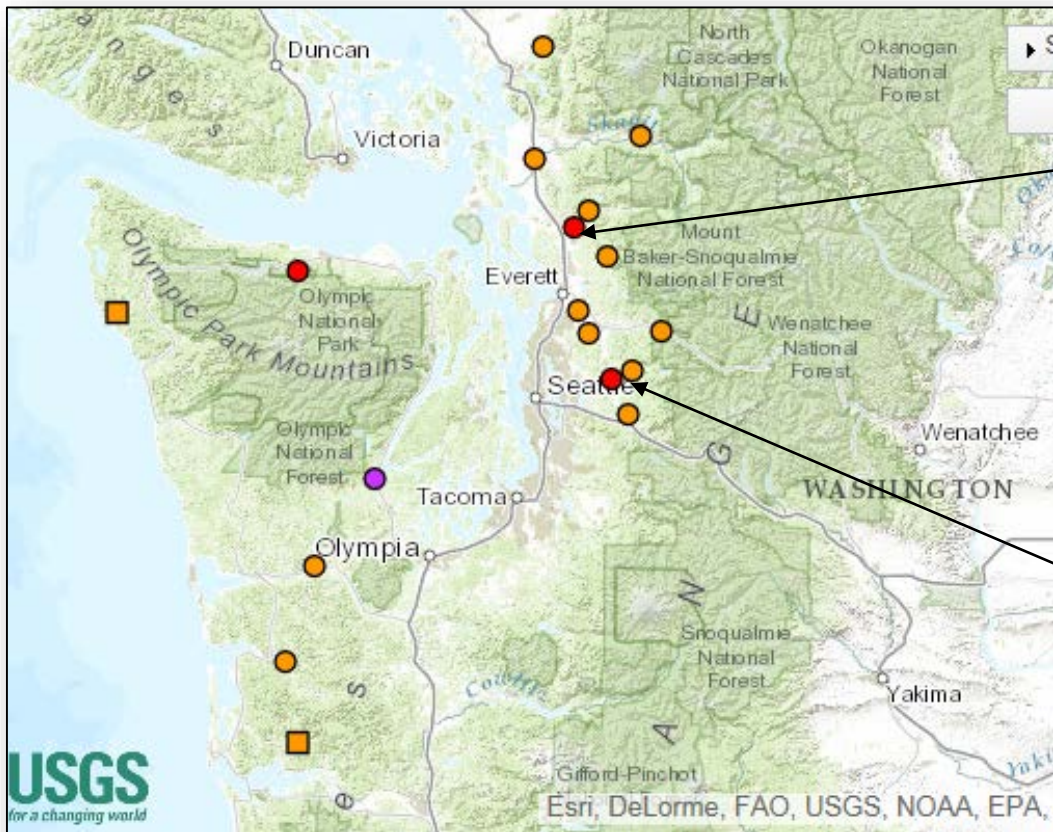 Duncan
Victoria
North
Cascades
National Park
Okanogan
National
Forest
Skagit
Mount
Baker-Snoqualmie
National Forest
Everett
Olympic
National
Park
Olympic Park Mountains
Wenatchee
National
Forest
Seattle
Olympic
National
Forest
Wenatchee
WASHINGTON
Tacoma
Olympia
Snoqualmie
National
Forest
Yakima
Gifford-Pinchot
USGS
for a changing world
Esri, DeLorme, FAO, USGS, NOAA, EPA,